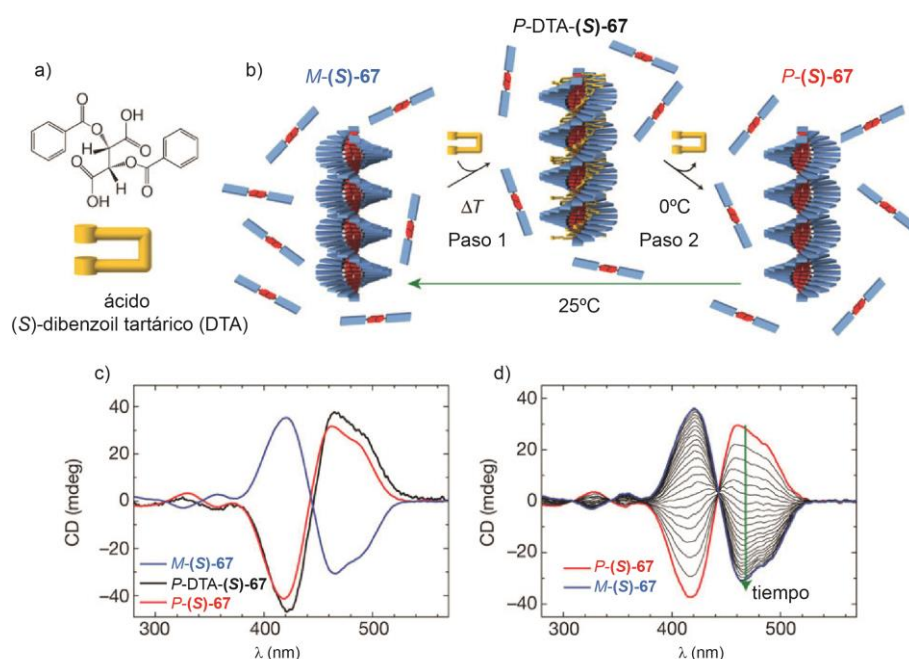 a)
O
OH
O
O
H
O
O
H
O
OH
O
ácido
(S)-dibenzoil tartárico (DTA)
b)
M-(S)-67
P-DTA-(S)-67
P-(S)-67
ΔT
Paso 1
0ºC
Paso 2
25ºC
c)
CD (mdeg)
40
20
0
−20
−40
M-(S)-67
P-DTA-(S)-67
P-(S)-67
300 400 500
λ (nm)
d)
CD (mdeg)
40
20
0
−20
−40
P-(S)-67
M-(S)-67
tiempo
300 400 500
λ (nm)